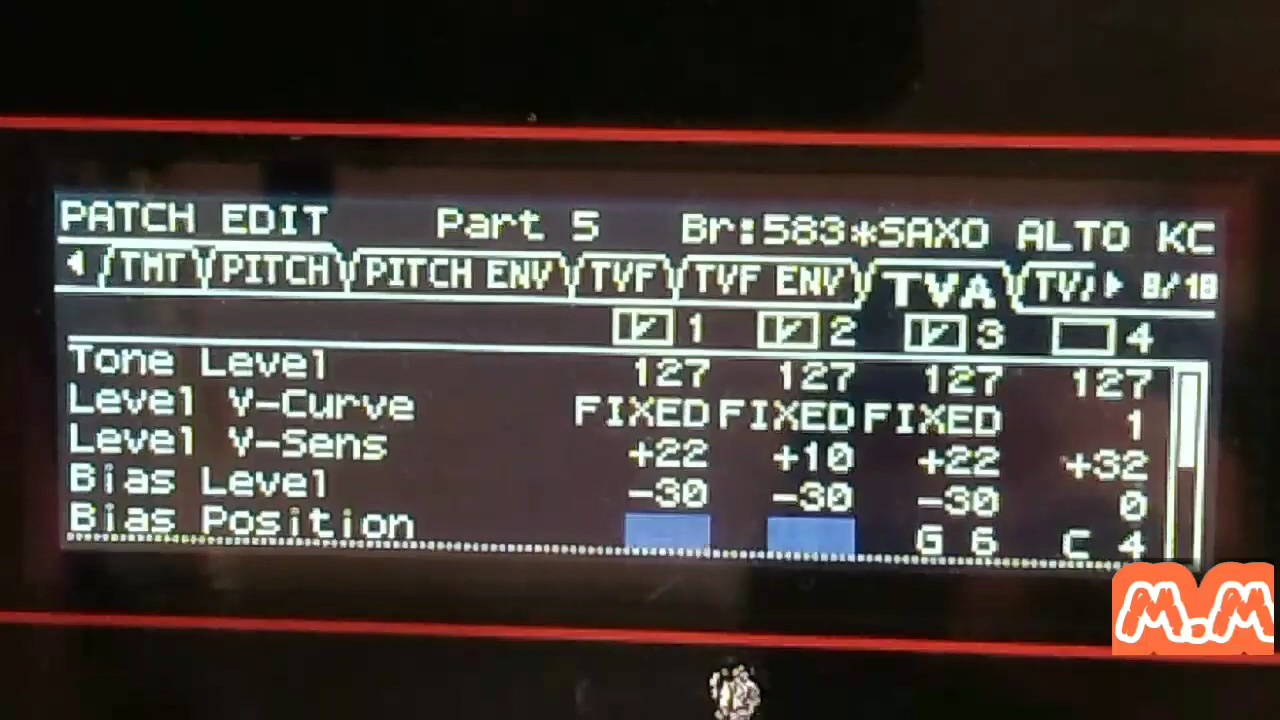 PATCH EDIT Part 5 Br:583*SAXO ALTO KC
TMT PITCH PITCH ENV TVF TVF ENV TVA TV 8/18
1 2 3 4
Tone Level 127 127 127 127
Level V-Curve FIXED FIXED FIXED 1
Level V-Sens +22 +10 +22 +32
Bias Level -30 -30 -30 0
Bias Position G 6 C 4
M.M